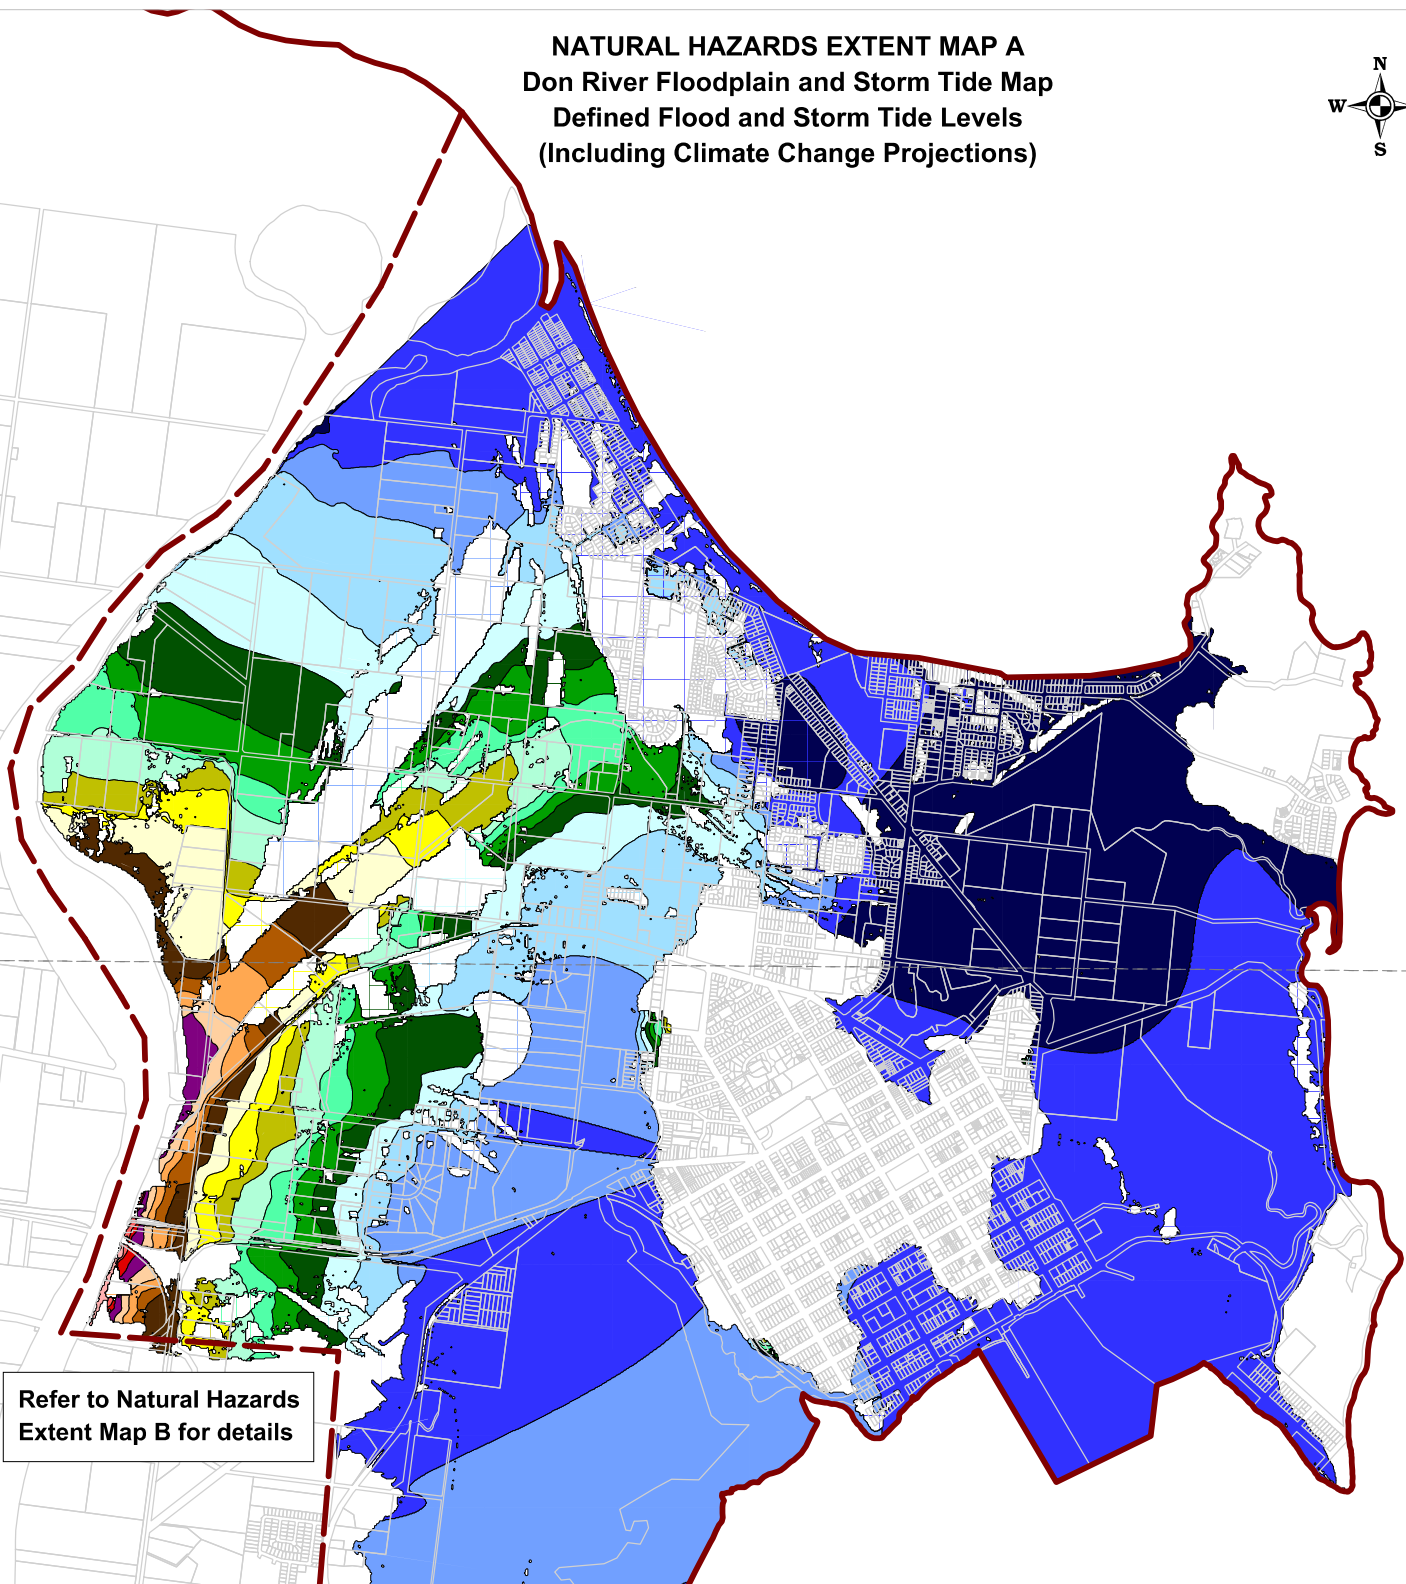 NATURAL HAZARDS EXTENT MAP A
Don River Floodplain and Storm Tide Map
Defined Flood and Storm Tide Levels
(Including Climate Change Projections)
N
W
S
Refer to Natural Hazards
Extent Map B for details